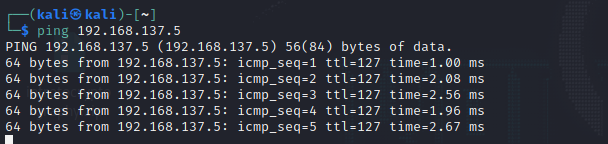 ┌──(kali㉿kali)-[~]
└─$ ping 192.168.137.5
PING 192.168.137.5 (192.168.137.5) 56(84) bytes of data.
64 bytes from 192.168.137.5: icmp_seq=1 ttl=127 time=1.00 ms
64 bytes from 192.168.137.5: icmp_seq=2 ttl=127 time=2.08 ms
64 bytes from 192.168.137.5: icmp_seq=3 ttl=127 time=2.56 ms
64 bytes from 192.168.137.5: icmp_seq=4 ttl=127 time=1.96 ms
64 bytes from 192.168.137.5: icmp_seq=5 ttl=127 time=2.67 ms